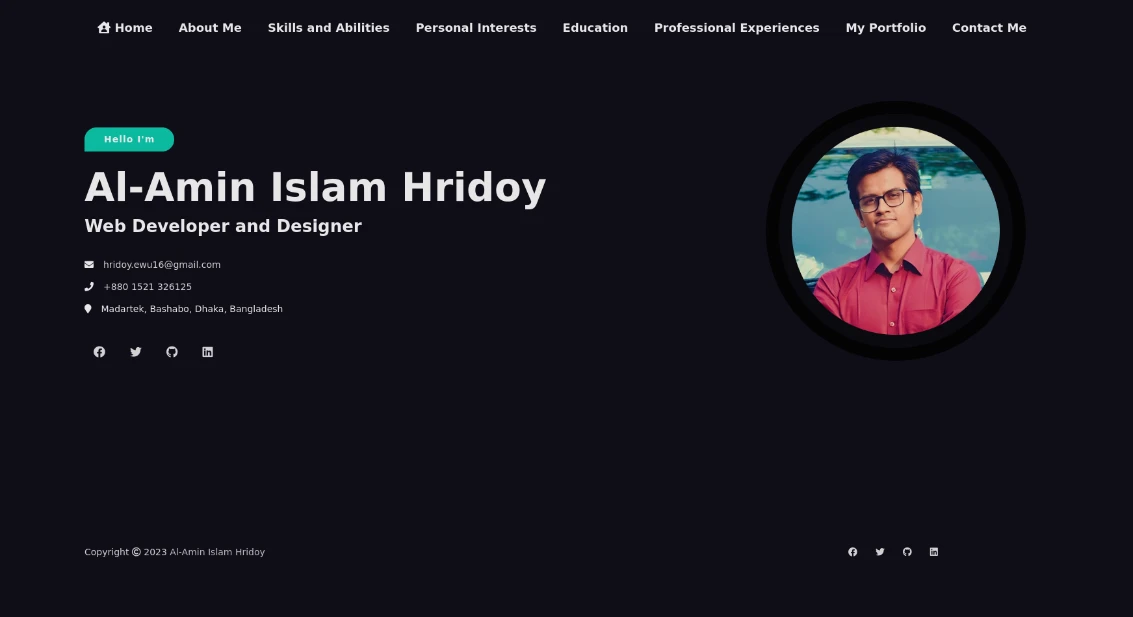 Home About Me Skills and Abilities Personal Interests Education Professional Experiences My Portfolio Contact Me
Hello I'm
Al-Amin Islam Hridoy
Web Developer and Designer
hridoy.ewu16@gmail.com
+880 1521 326125
Madartek, Bashabo, Dhaka, Bangladesh
Copyright © 2023 Al-Amin Islam Hridoy